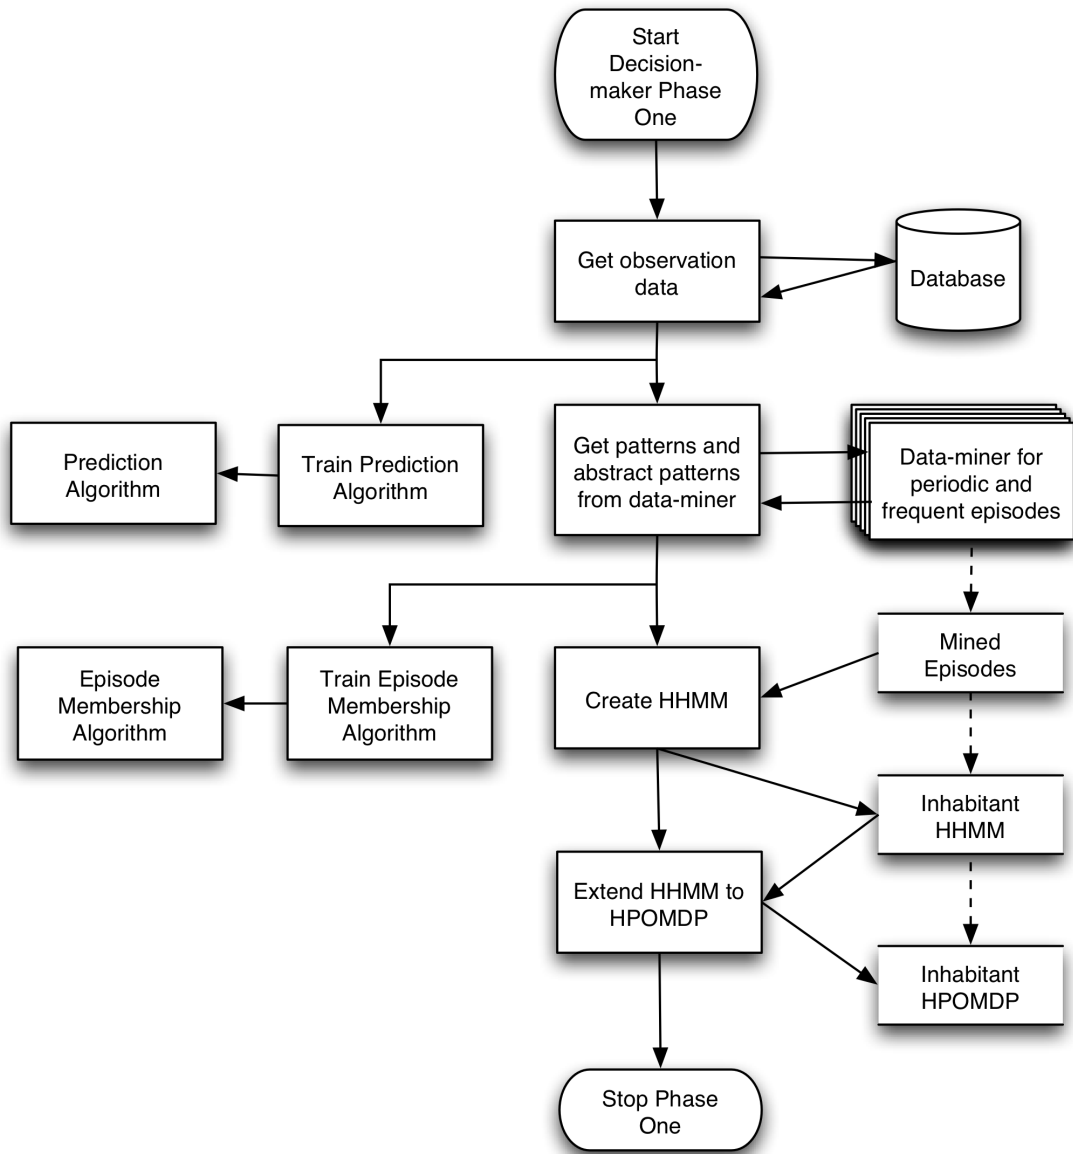 Start
Decision-
maker Phase
One
Get observation
data
Database
Prediction
Algorithm
Train Prediction
Algorithm
Get patterns and
abstract patterns
from data-miner
Data-miner for
periodic and
frequent episodes
Episode
Membership
Algorithm
Train Episode
Membership
Algorithm
Create HHMM
Mined
Episodes
Inhabitant
HHMM
Extend HHMM to
HPOMDP
Inhabitant
HPOMDP
Stop Phase
One